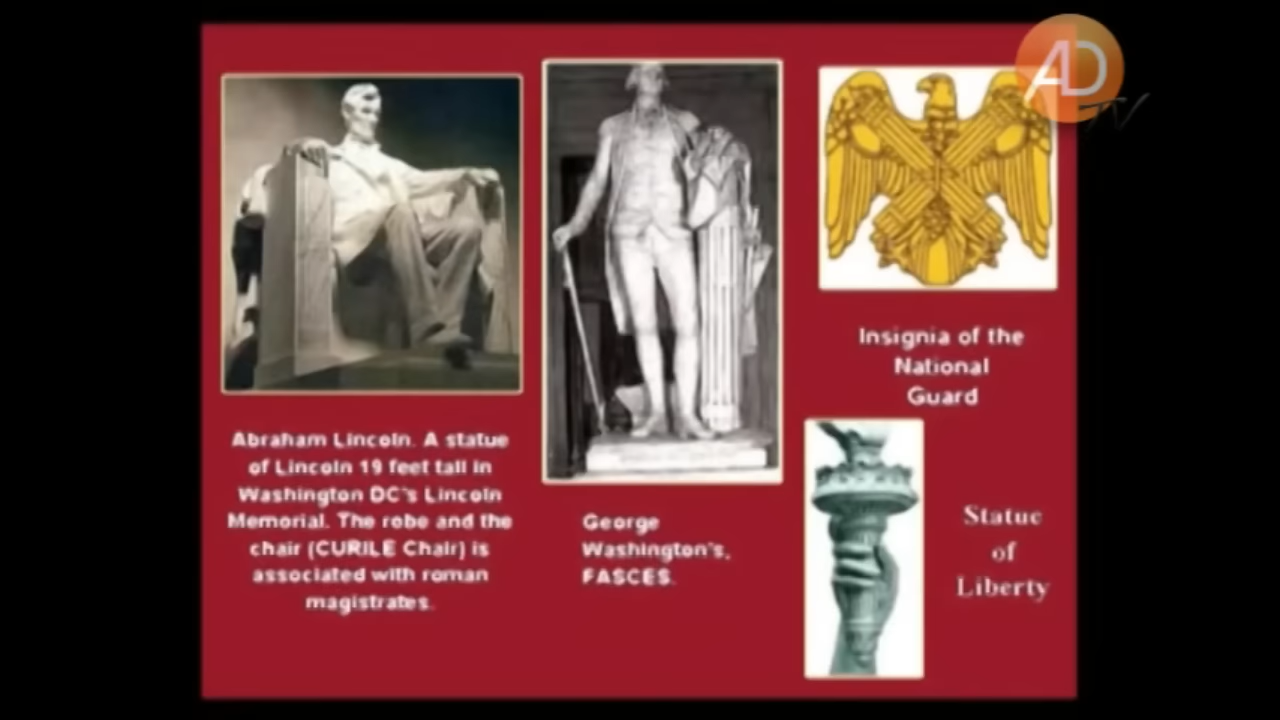 AD
TV
Abraham Lincoln. A statue
of Lincoln 19 feet tall in
Washington DC's Lincoln
Memorial. The robe and the
chair (CURILE Chair) is
associated with roman
magistrates.
George
Washington's,
FASCES.
Insignia of the
National
Guard
Statue
of
Liberty